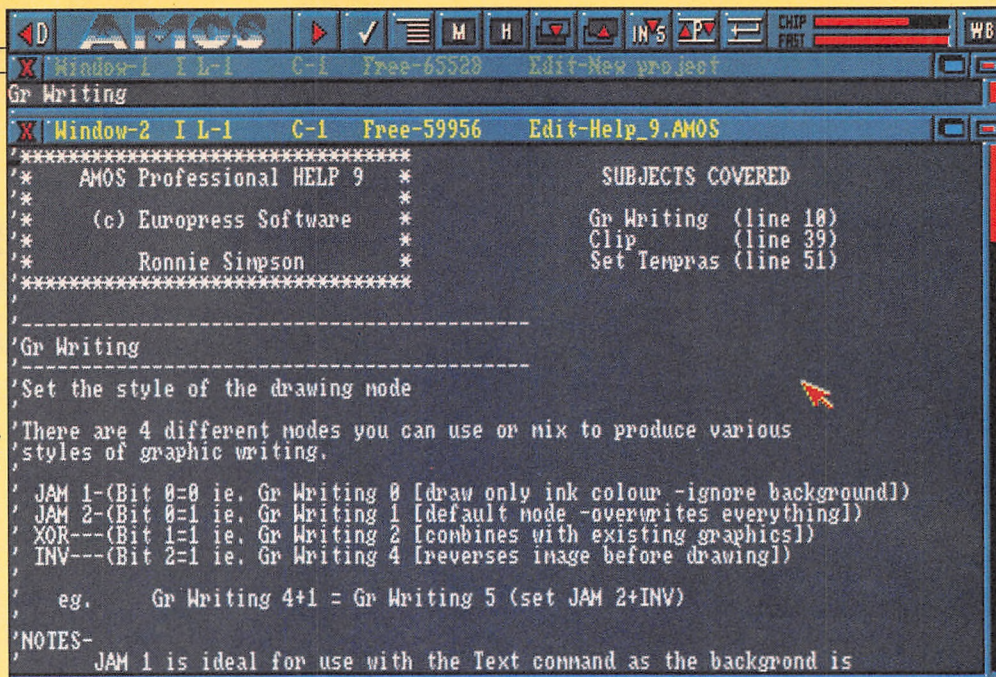 D AMOS M H IN'S APV CHIP FAST WB
X Window-1 I L-1 C-1 Free-65528 Edit-New project
Gr Writing
X Window-2 I L-1 C-1 Free-59956 Edit-Help_9.AMOS
'***********************************
'* AMOS Professional HELP 9 * SUBJECTS COVERED
'* *
'* (c) Europress Software * Gr Writing (line 10)
'* * Clip (line 39)
'* Ronnie Simpson * Set Tempras (line 51)
'***********************************
'
'--------------------------------------------
'Gr Writing
'--------------------------------------------
'Set the style of the drawing mode
'
'There are 4 different modes you can use or mix to produce various
'styles of graphic writing.
'
' JAM 1-(Bit 0=0 ie. Gr Writing 0 [draw only ink colour -ignore background])
' JAM 2-(Bit 0=1 ie. Gr Writing 1 [default mode -overwrites everything])
' XOR---(Bit 1=1 ie. Gr Writing 2 [combines with existing graphics])
' INV---(Bit 2=1 ie. Gr Writing 4 [reverses image before drawing])
'
' eg. Gr Writing 4+1 = Gr Writing 5 (set JAM 2+INV)
'
'NOTES-
' JAM 1 is ideal for use with the Text command as the backgrond is